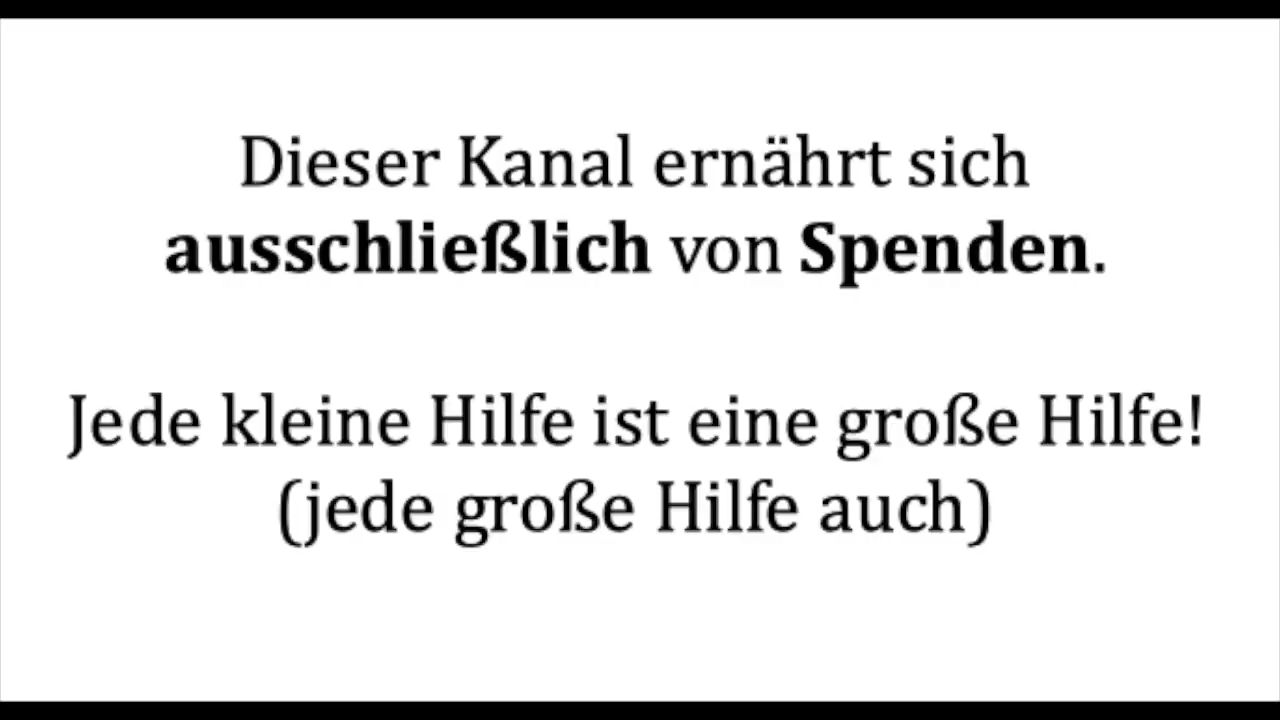 Dieser Kanal ernährt sich
ausschließlich von Spenden.
Jede kleine Hilfe ist eine große Hilfe!
(jede große Hilfe auch)